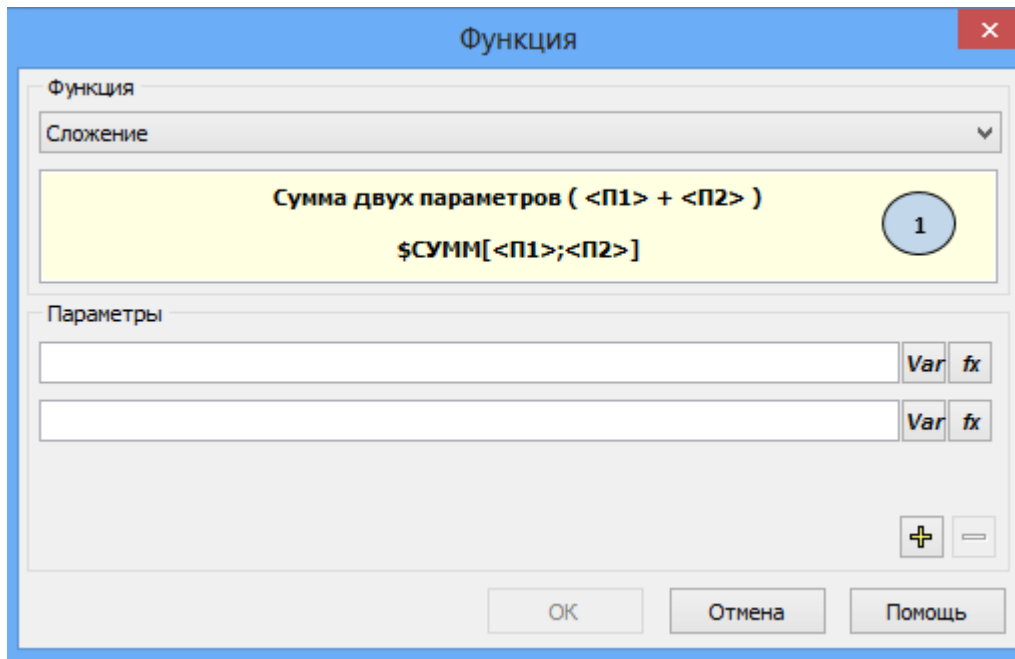 Функция
Функция
Сложение
Сумма двух параметров ( <П1> + <П2> )
1
$СУММ[<П1>;<П2>]
Параметры
Var fx
Var fx
ОК Отмена Помощь